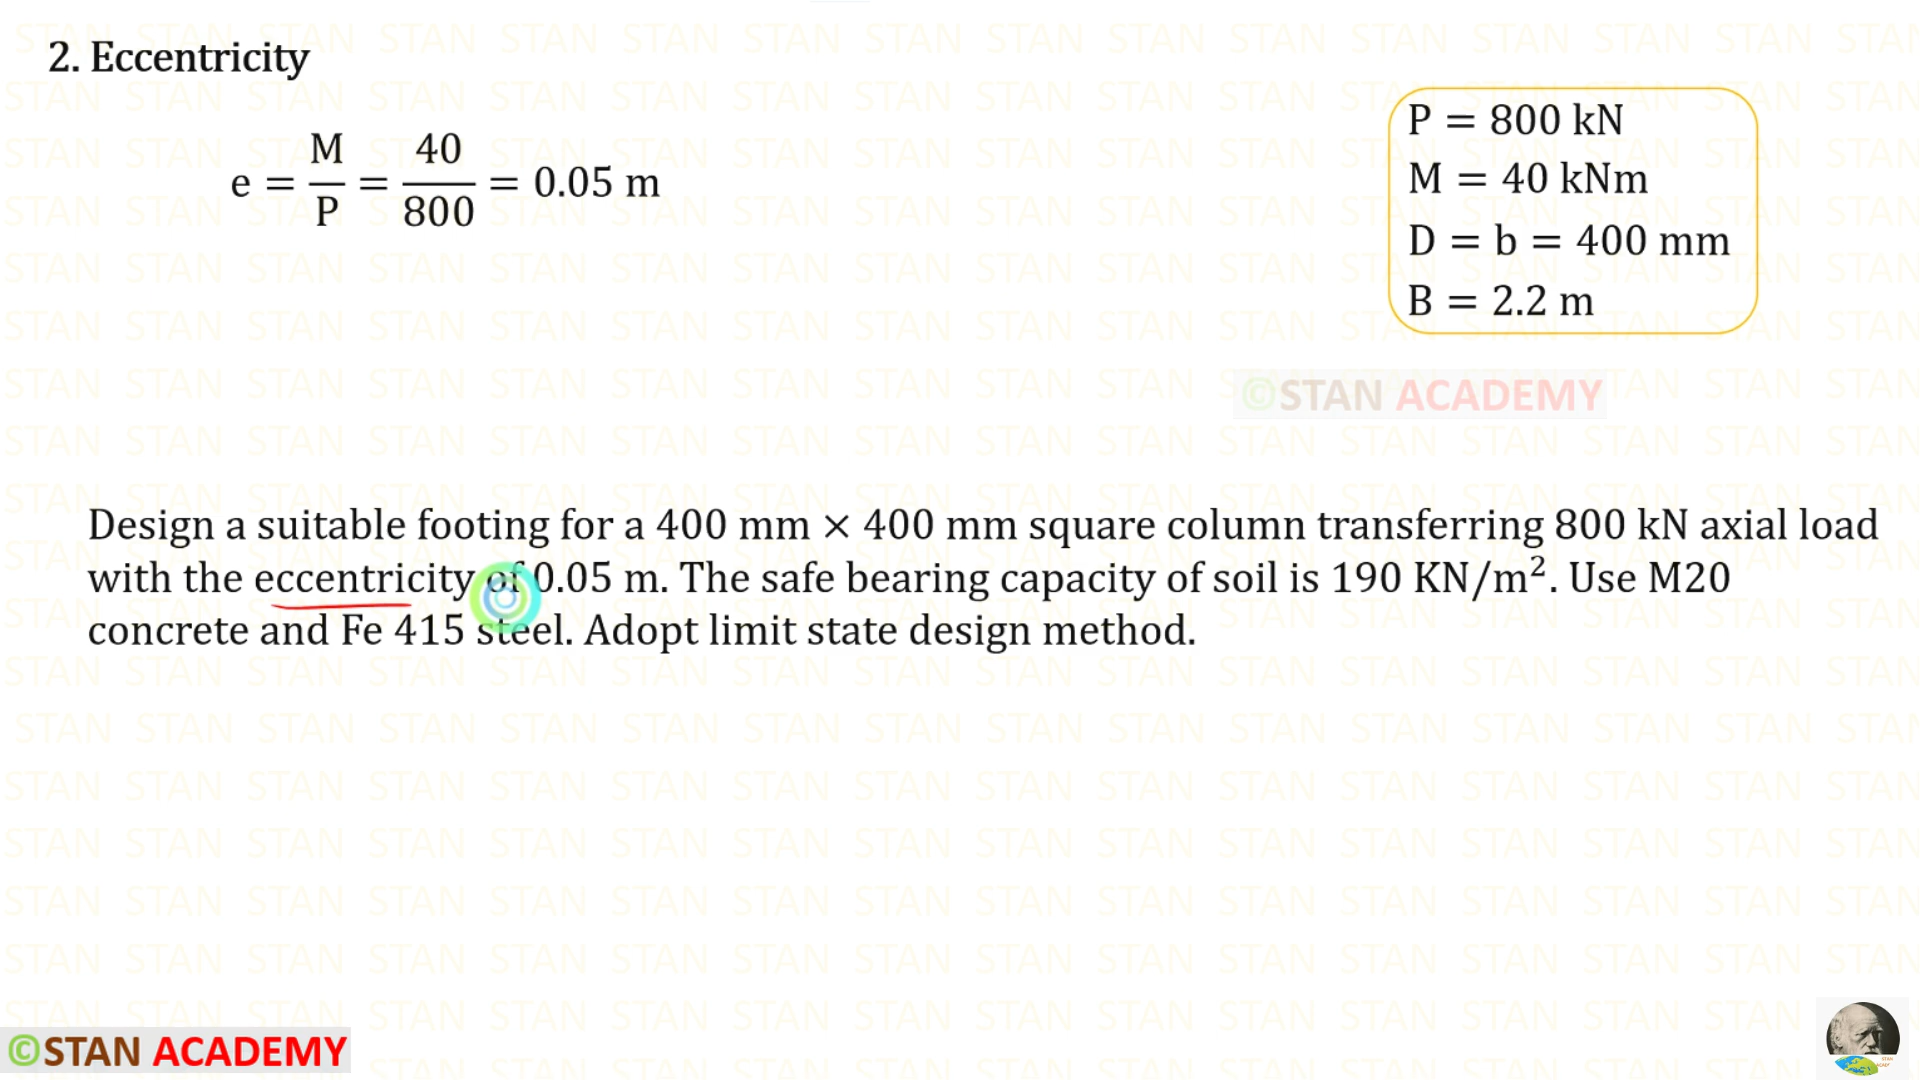 2. Eccentricity
e = M/P = 40/800 = 0.05 m
P = 800 kN
M = 40 kNm
D = b = 400 mm
B = 2.2 m
©STAN ACADEMY
Design a suitable footing for a 400 mm × 400 mm square column transferring 800 kN axial load
with the eccentricity of 0.05 m. The safe bearing capacity of soil is 190 KN/m². Use M20
concrete and Fe 415 steel. Adopt limit state design method.
©STAN ACADEMY